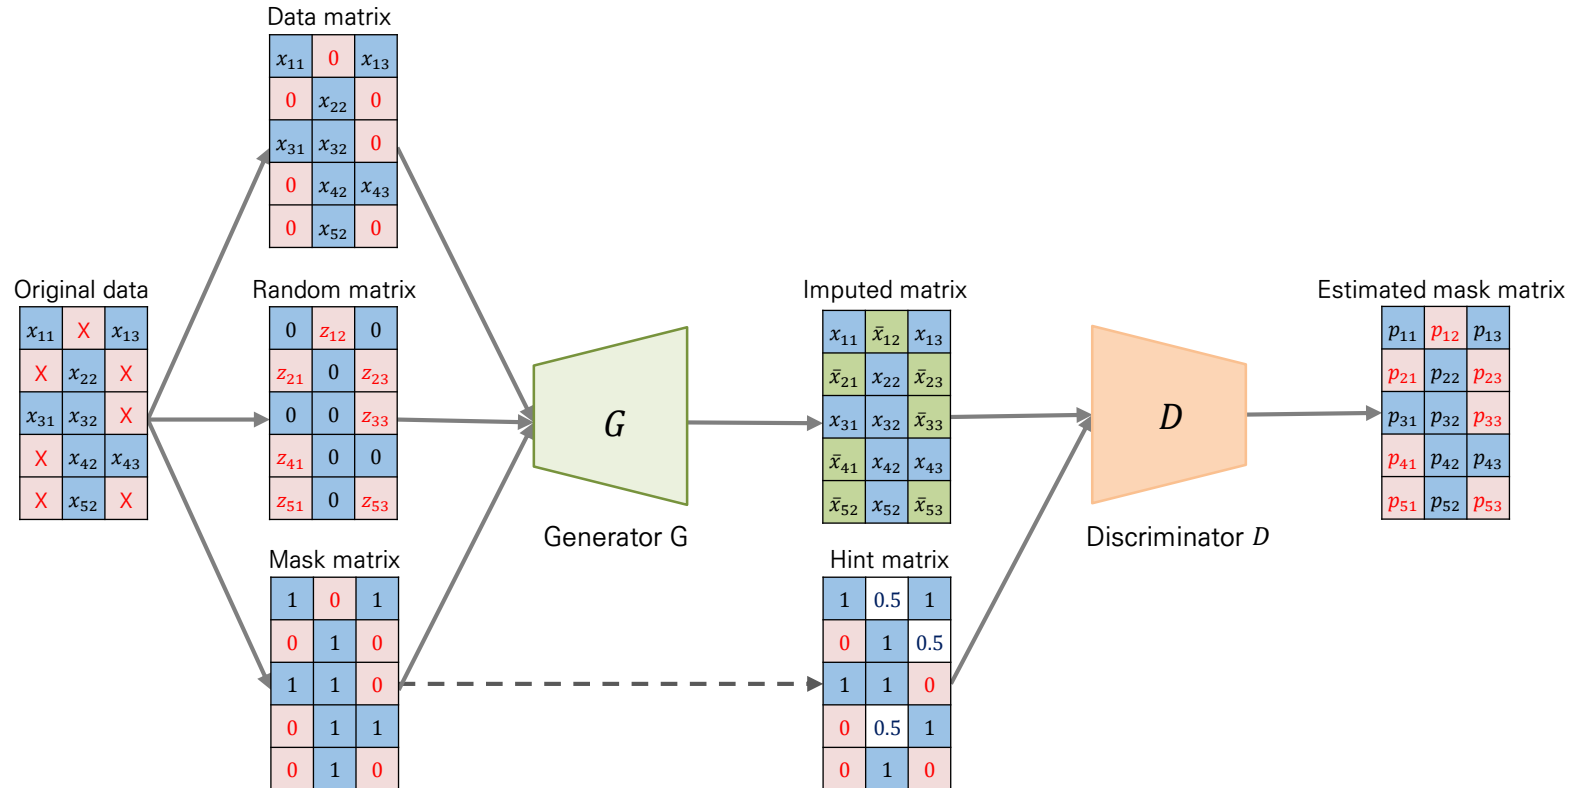 Data matrix
x₁₁ 0 x₁₃
0 x₂₂ 0
x₃₁ x₃₂ 0
0 x₄₂ x₄₃
0 x₅₂ 0
Original data
x₁₁ X x₁₃
X x₂₂ X
x₃₁ x₃₂ X
X x₄₂ x₄₃
X x₅₂ X
Random matrix
0 z₁₂ 0
z₂₁ 0 z₂₃
0 0 z₃₃
z₄₁ 0 0
z₅₁ 0 z₅₃
Mask matrix
1 0 1
0 1 0
1 1 0
0 1 1
0 1 0
G
Generator G
Imputed matrix
x₁₁ x̄₁₂ x₁₃
x̄₂₁ x₂₂ x̄₂₃
x₃₁ x₃₂ x̄₃₃
x̄₄₁ x₄₂ x₄₃
x̄₅₂ x₅₂ x̄₅₃
Hint matrix
1 0.5 1
0 1 0.5
1 1 0
0 0.5 1
0 1 0
D
Discriminator D
Estimated mask matrix
p₁₁ p₁₂ p₁₃
p₂₁ p₂₂ p₂₃
p₃₁ p₃₂ p₃₃
p₄₁ p₄₂ p₄₃
p₅₁ p₅₂ p₅₃